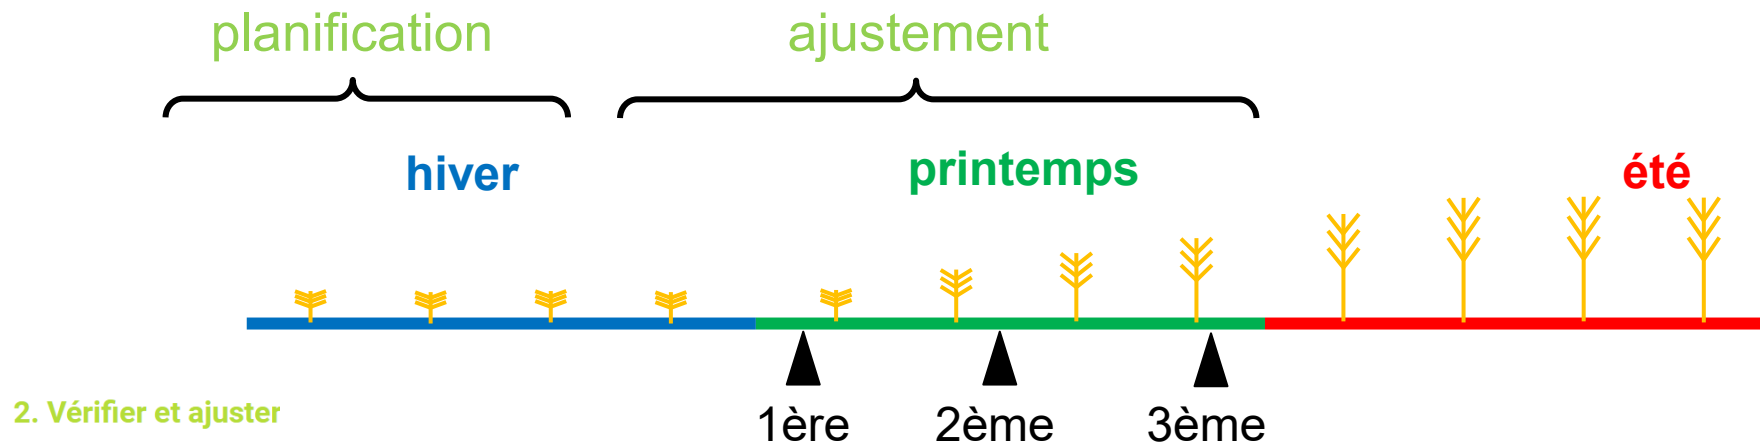 planification
ajustement
hiver
printemps
été
2. Vérifier et ajuster
1ère
2ème
3ème